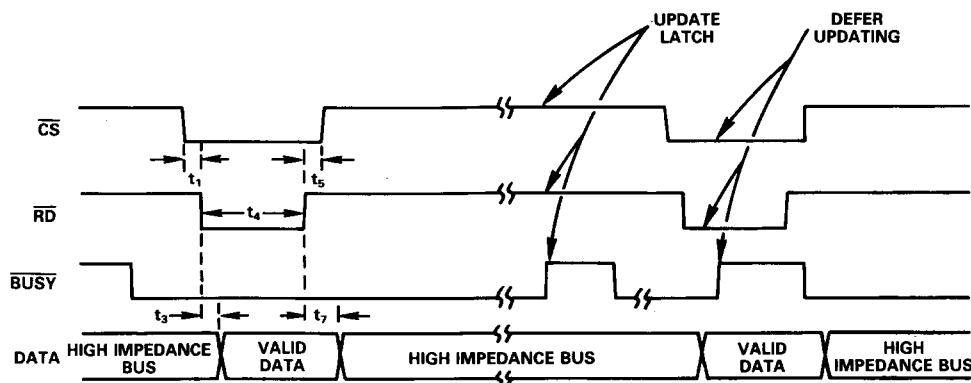 UPDATE
LATCH
DEFER
UPDATING
CS
t1
t5
RD
t4
BUSY
t3
t7
DATA
HIGH IMPEDANCE
BUS
VALID
DATA
HIGH IMPEDANCE BUS
VALID
DATA
HIGH
IMPEDANCE BUS